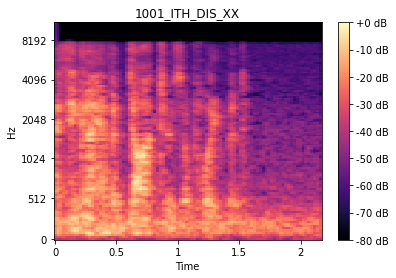 1001_ITH_DIS_XX
+0 dB
8192
-10 dB
4096
-20 dB
-30 dB
Hz
2048
-40 dB
1024
-50 dB
512
-60 dB
-70 dB
0
-80 dB
0
0.5
1
1.5
2
Time